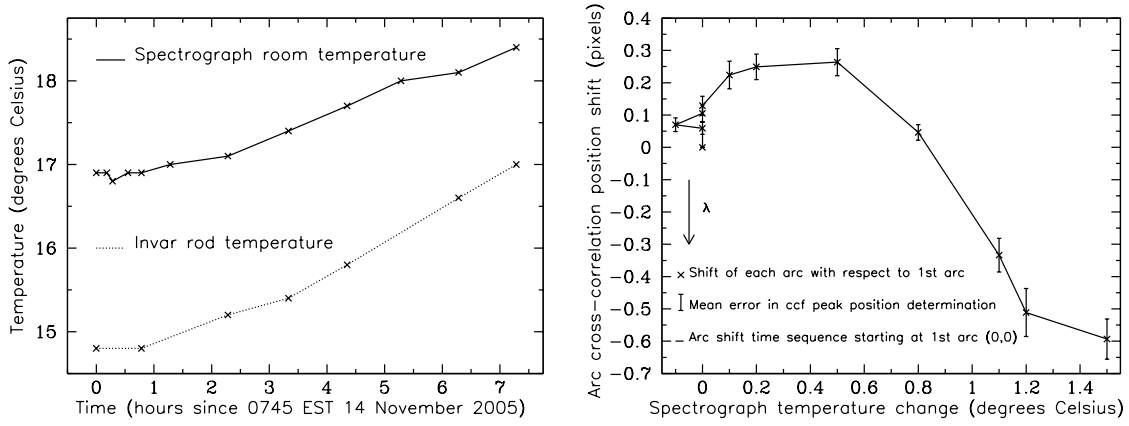 Spectrograph room temperature
Invar rod temperature
Temperature (degrees Celsius)
18
17
16
15
0 1 2 3 4 5 6 7
Time (hours since 0745 EST 14 November 2005)
Arc cross-correlation position shift (pixels)
0.4
0.3
0.2
0.1
0
−0.1
−0.2
−0.3
−0.4
−0.5
−0.6
−0.7
λ
Shift of each arc with respect to 1st arc
Mean error in ccf peak position determination
Arc shift time sequence starting at 1st arc (0,0)
0 0.2 0.4 0.6 0.8 1 1.2 1.4
Spectrograph temperature change (degrees Celsius)